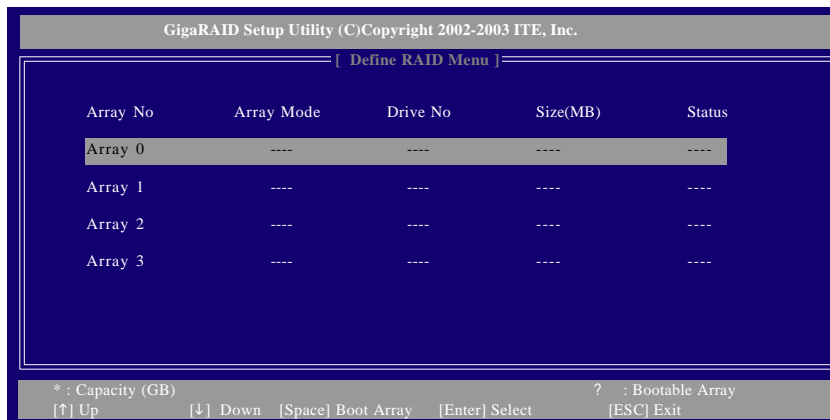 GigaRAID Setup Utility (C)Copyright 2002-2003 ITE, Inc.
[ Define RAID Menu ]
Array No Array Mode Drive No Size(MB) Status
Array 0 ---- ---- ---- ----
Array 1 ---- ---- ---- ----
Array 2 ---- ---- ---- ----
Array 3 ---- ---- ---- ----
* : Capacity (GB) ? : Bootable Array
[↑] Up [↓] Down [Space] Boot Array [Enter] Select [ESC] Exit